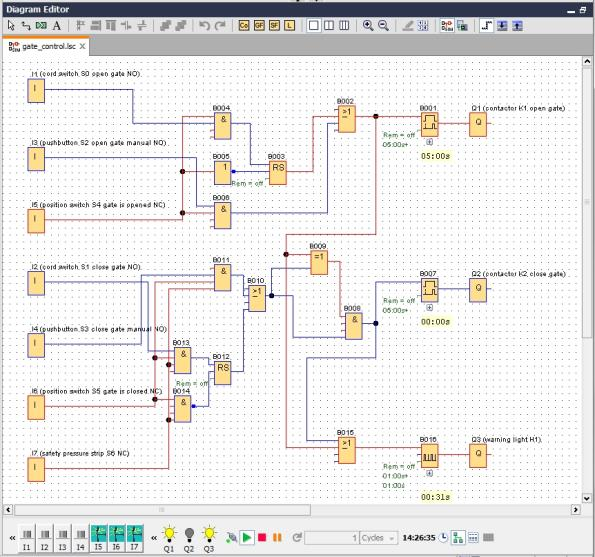 Diagram Editor
A
Co GF SF L
gate_control.lsc X
I1 (cord switch S0 open gate NO)
I
B004
&
B002
>1
B001
Q1 (contactor K1 open gate)
Q
Rem = off
05:00s+
05:00s
I3 (pushbutton S2 open gate manual NO)
I
B005
1
B003
RS
Rem = off
I5 (position switch S4 gate is opened NC)
I
B006
&
B009
=1
I2 (cord switch S1 close gate NO)
I
B011
&
B010
>1
B007
Q2 (contactor K2 close gate)
Q
Rem = off
05:00s+
00:00s
B008
&
I4 (pushbutton S3 close gate manual NO)
I
B013
&
B012
RS
Rem = off
I6 (position switch S5 gate is closed NC)
I
B014
&
I7 (safety pressure strip S6 NC)
I
B015
>1
B016
Q3 (warning light H1)
Q
Rem = off
01:00s+
01:00s
00:31s
« I1 I2 I3 I4 I5 I6 I7 « Q1 Q2 Q3 1 Cycles 14:26:35